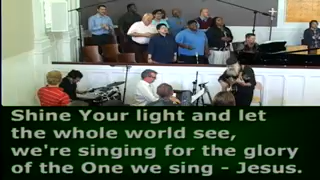 Shine Your light and let
the whole world see,
we're singing for the glory
of the One we sing - Jesus.